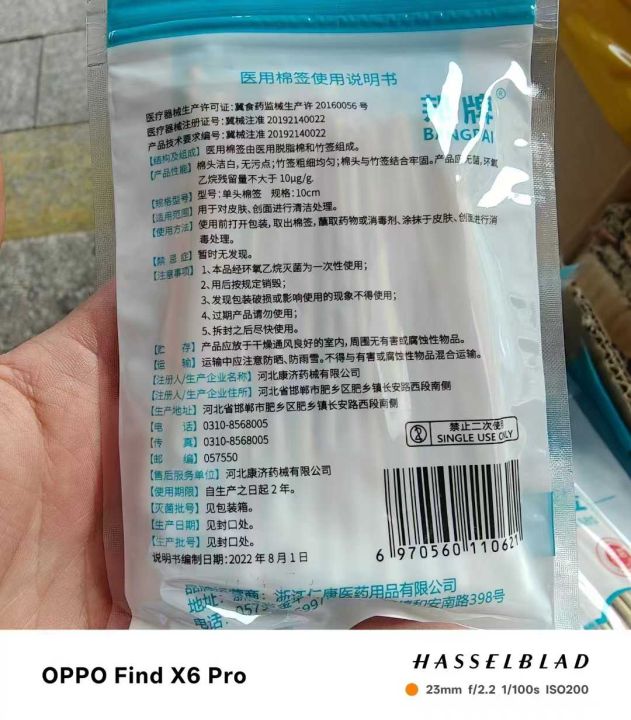 医用棉签使用说明书
医疗器械生产许可证：冀食药监械生产许 20160056 号
医疗器械注册证号：冀械注准 20192140022
产品技术要求编号：冀械注准 20192140022
牌®
BANGPAI
【结构及组成】医用棉签由医用脱脂棉和竹签组成。
【产品性能】棉头洁白，无污点；竹签粗细均匀；棉头与竹签结合牢固。产品应无菌，环氧
乙烷残留量不大于 10μg/g.
【规格型号】型号：单头棉签 规格：10cm
【适用范围】用于对皮肤、创面进行清洁处理。
【使用方法】使用前打开包装，取出棉签，蘸取药物或消毒剂、涂抹于皮肤、创面进行消
毒处理。
【禁 忌 症】暂时无发现。
【注意事项】1、本品经环氧乙烷灭菌为一次性使用；
2、用后按规定销毁；
3、发现包装破损或影响使用的现象不得使用；
4、过期产品请勿使用；
5、拆封之后尽快使用。
【贮 存】产品应放于干燥通风良好的室内，周围无有害或腐蚀性物品。
【运 输】运输中应注意防晒、防雨雪。不得与有害或腐蚀性物品混合运输。
【注册人/生产企业名称】河北康济药械有限公司
【注册人/生产企业住所】河北省邯郸市肥乡区肥乡镇长安路西段南侧
【生产地址】河北省邯郸市肥乡区肥乡镇长安路西段南侧
【电 话】0310-8568005
【传 真】0310-8568005
【邮 编】057550
禁止二次使
SINGLE USE ONLY
【售后服务单位】河北康济药械有限公司
【使用期限】自生产之日起 2 年。
【灭菌批号】见包装箱。
【生产日期】见封口处。
【生产批号】见封口处。
说明书编制日期：2022 年 8 月 1 日
6 970560 110621
浙江仁康医药用品有限公司
地址：
和安南路398号
电话：057
OPPO Find X6 Pro
HASSELBLAD
23mm f/2.2 1/100s ISO200